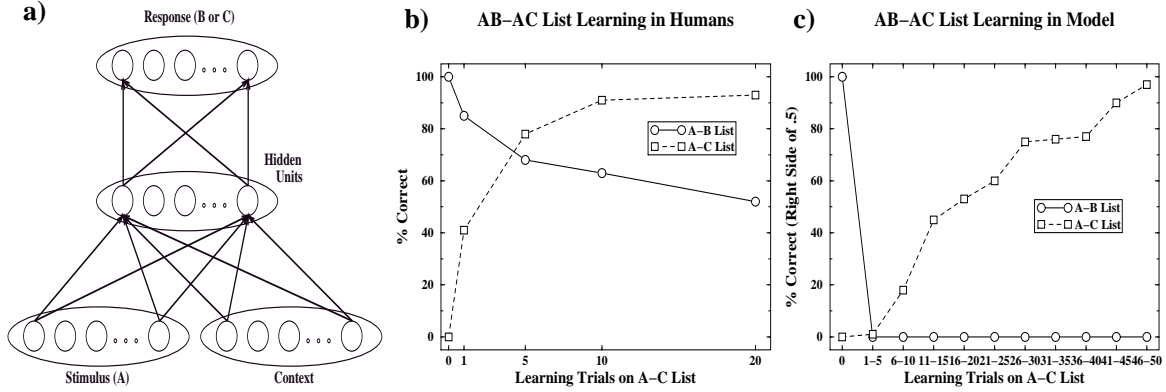 a)
Response (B or C)
Hidden
Units
Stimulus (A)
Context
b)
AB−AC List Learning in Humans
% Correct
100
80
60
40
20
0
A−B List
A−C List
0 1 5 10 20
Learning Trials on A−C List
c)
AB−AC List Learning in Model
% Correct (Right Side of .5)
100
80
60
40
20
0
A−B List
A−C List
0 1−5 6−10 11−15 16−20 21−25 26−30 31−35 36−40 41−45 46−50
Learning Trials on A−C List